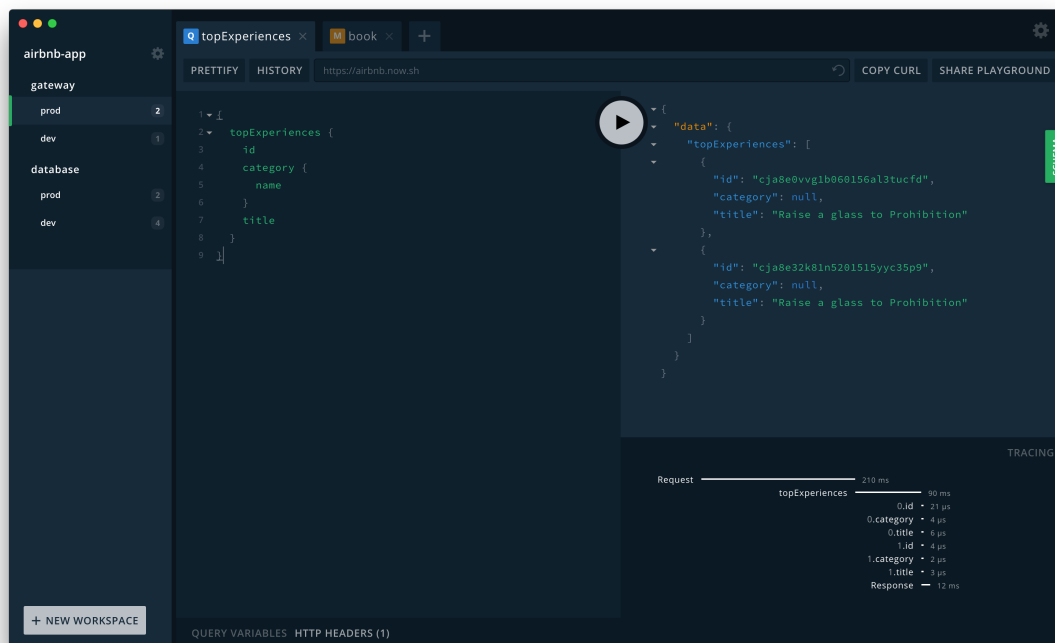 airbnb-app
gateway
prod 2
dev 1
database
prod 2
dev 4
+ NEW WORKSPACE
Q topExperiences ×
M book ×
+
PRETTIFY HISTORY https://airbnb.now.sh COPY CURL SHARE PLAYGROUND
1 {
2 topExperiences {
3 id
4 category {
5 name
6 }
7 title
8 }
9 }
{
"data": {
"topExperiences": [
{
"id": "cja8e0vvg1b060156al3tucfd",
"category": null,
"title": "Raise a glass to Prohibition"
},
{
"id": "cja8e32k81n5201515yyc35p9",
"category": null,
"title": "Raise a glass to Prohibition"
}
]
}
}
TRACING
Request 210 ms
topExperiences 90 ms
0.id 21 µs
0.category 4 µs
0.title 6 µs
1.id 4 µs
1.category 2 µs
1.title 3 µs
Response 12 ms
QUERY VARIABLES HTTP HEADERS (1)